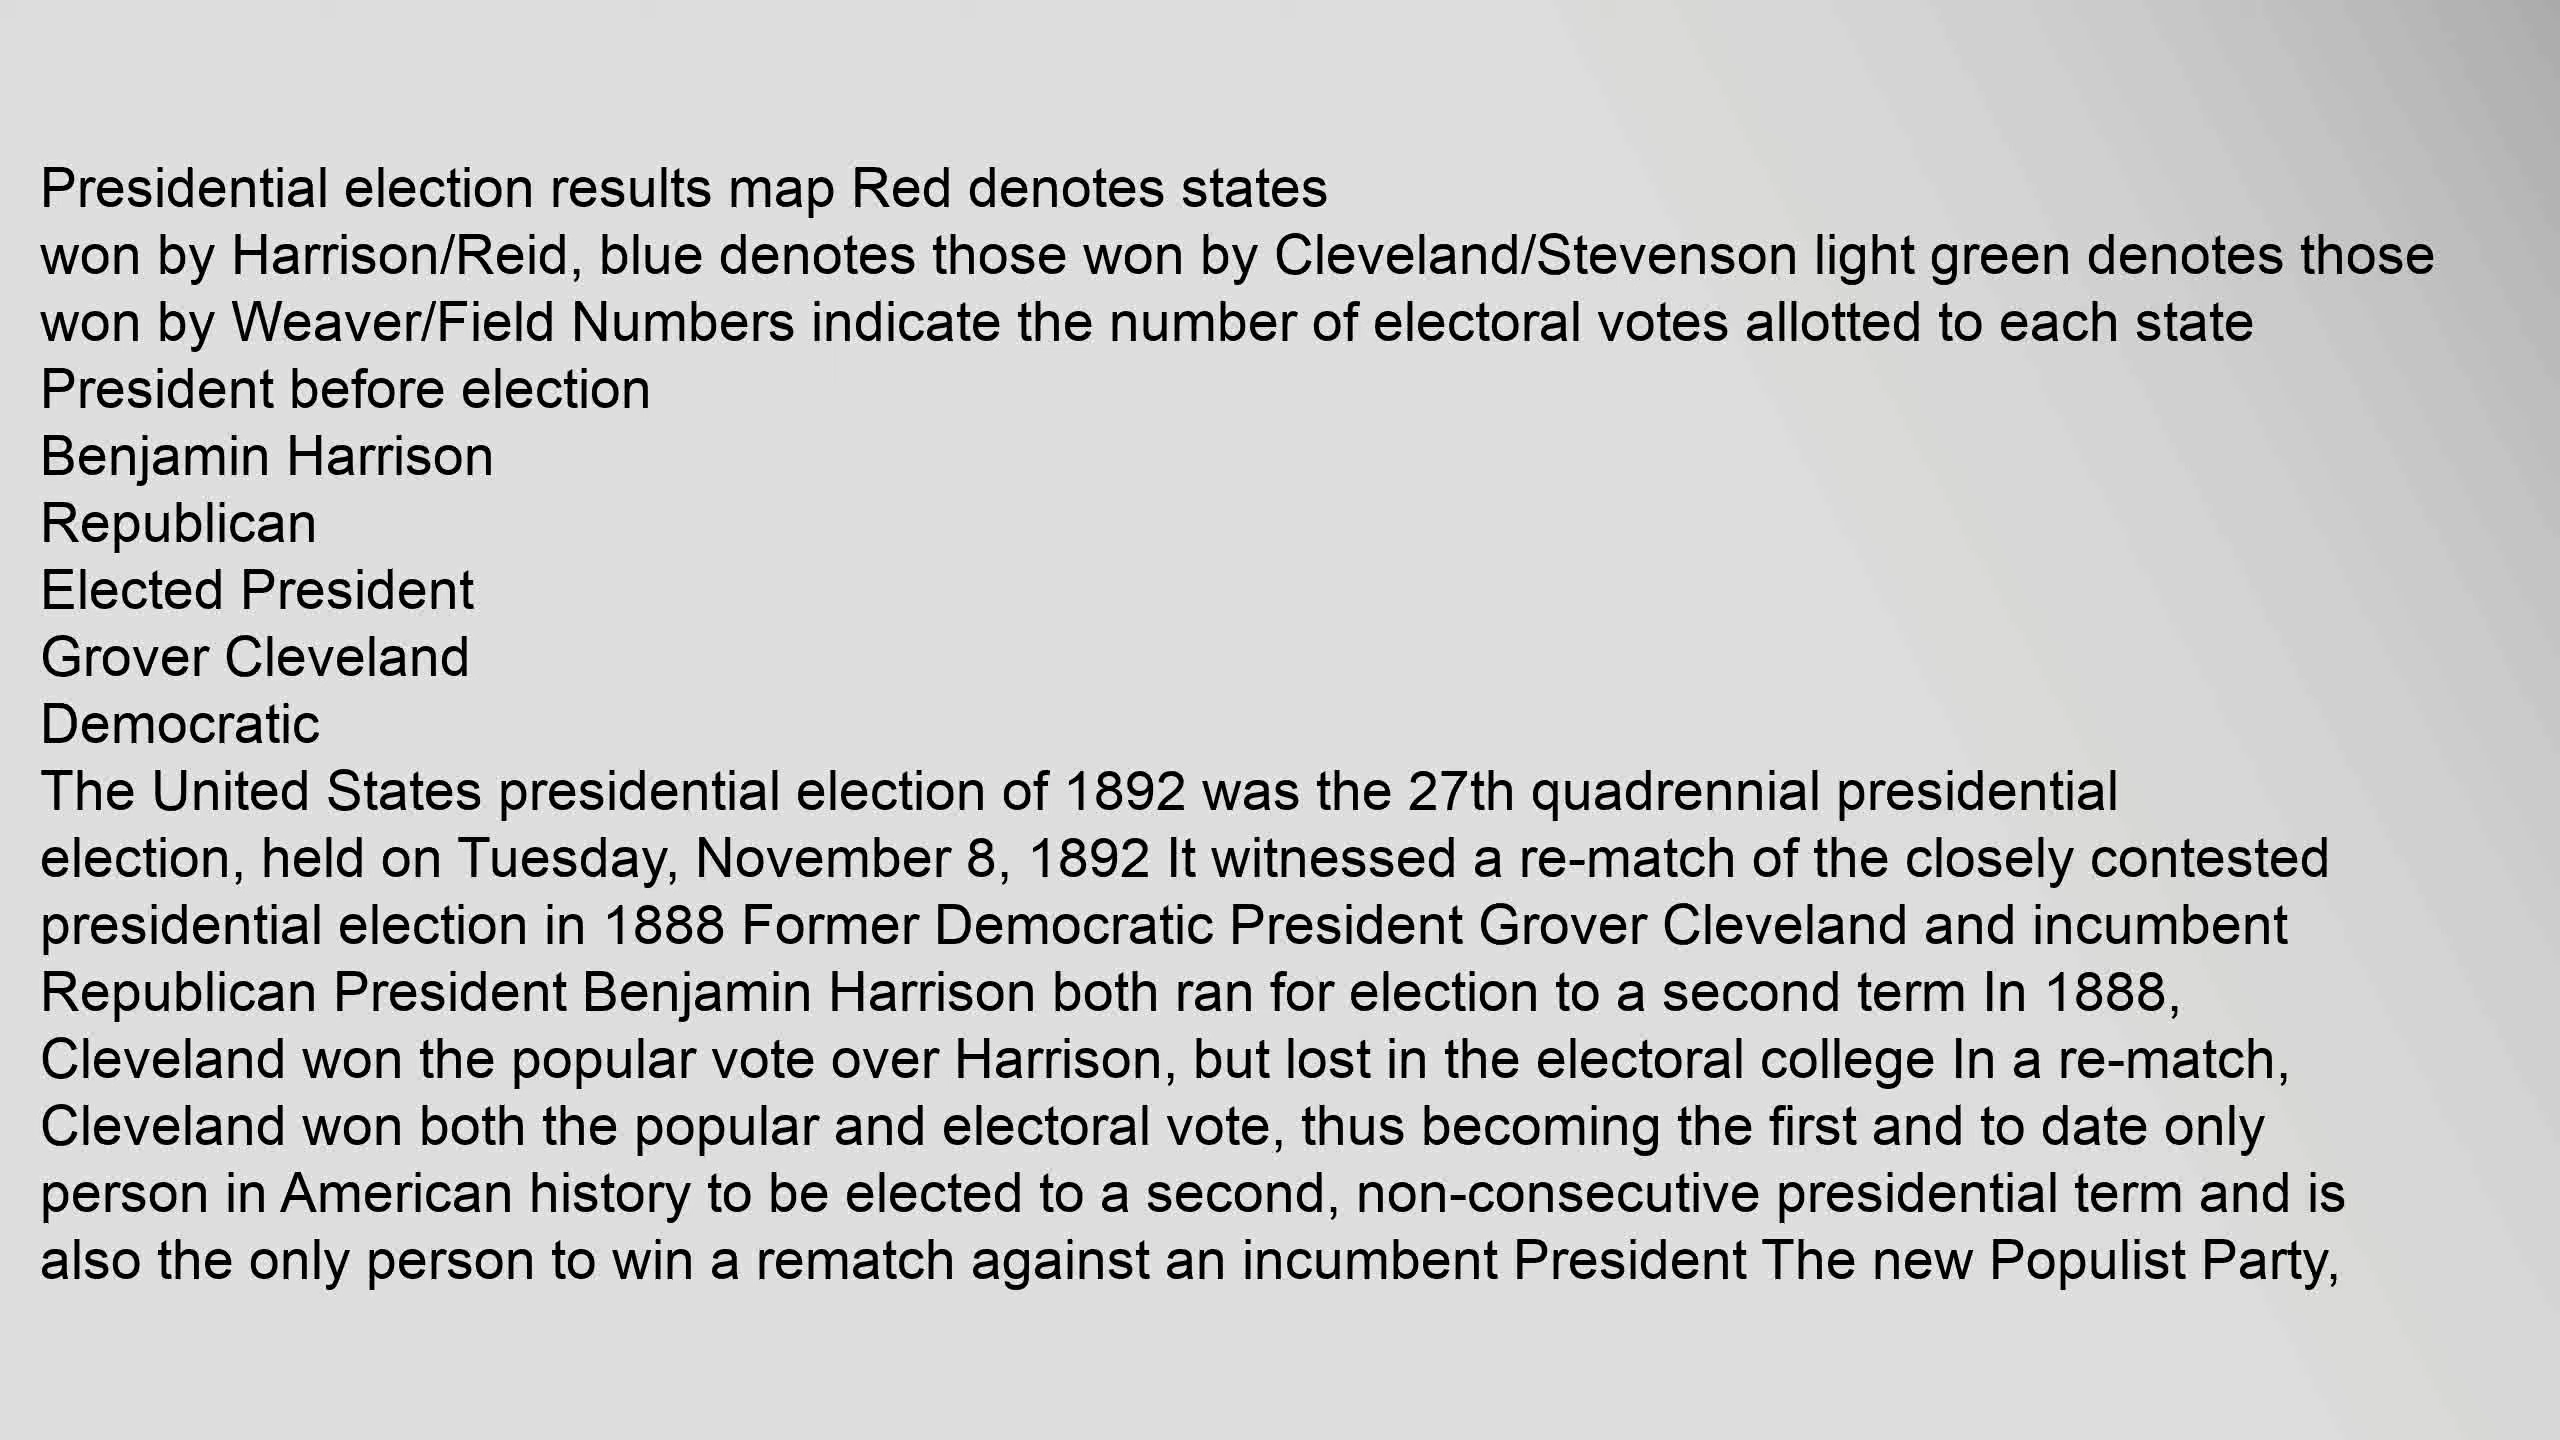 Presidential election results map Red denotes states
won by Harrison/Reid, blue denotes those won by Cleveland/Stevenson light green denotes those
won by Weaver/Field Numbers indicate the number of electoral votes allotted to each state
President before election
Benjamin Harrison
Republican
Elected President
Grover Cleveland
Democratic
The United States presidential election of 1892 was the 27th quadrennial presidential
election, held on Tuesday, November 8, 1892 It witnessed a re-match of the closely contested
presidential election in 1888 Former Democratic President Grover Cleveland and incumbent
Republican President Benjamin Harrison both ran for election to a second term In 1888,
Cleveland won the popular vote over Harrison, but lost in the electoral college In a re-match,
Cleveland won both the popular and electoral vote, thus becoming the first and to date only
person in American history to be elected to a second, non-consecutive presidential term and is
also the only person to win a rematch against an incumbent President The new Populist Party,